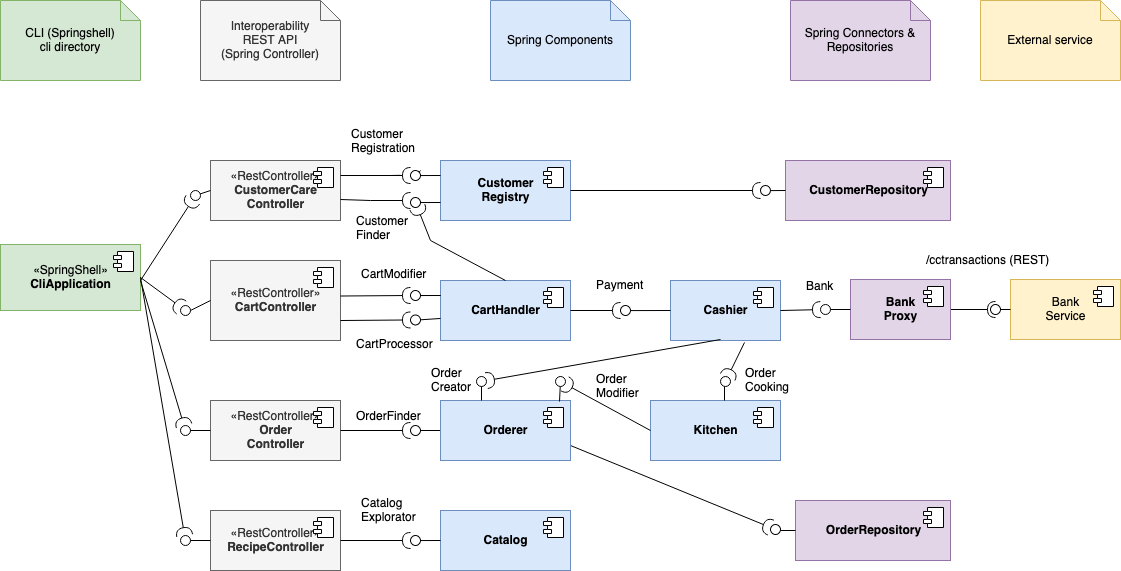 CLI (Springshell)
cli directory
Interoperability
REST API
(Spring Controller)
Spring Components
Spring Connectors &
Repositories
External service
Customer
Registration
«RestController
CustomerCare
Controller
Customer
Registry
CustomerRepository
Customer
Finder
«SpringShell»
CliApplication
/cctransactions (REST)
CartModifier
«RestController»
CartController
CartHandler
Payment
Cashier
Bank
Bank
Proxy
Bank
Service
CartProcessor
Order
Creator
Order
Modifier
Order
Cooking
«RestController
Order
Controller
OrderFinder
Orderer
Kitchen
Catalog
Explorator
«RestController
RecipeController
Catalog
OrderRepository